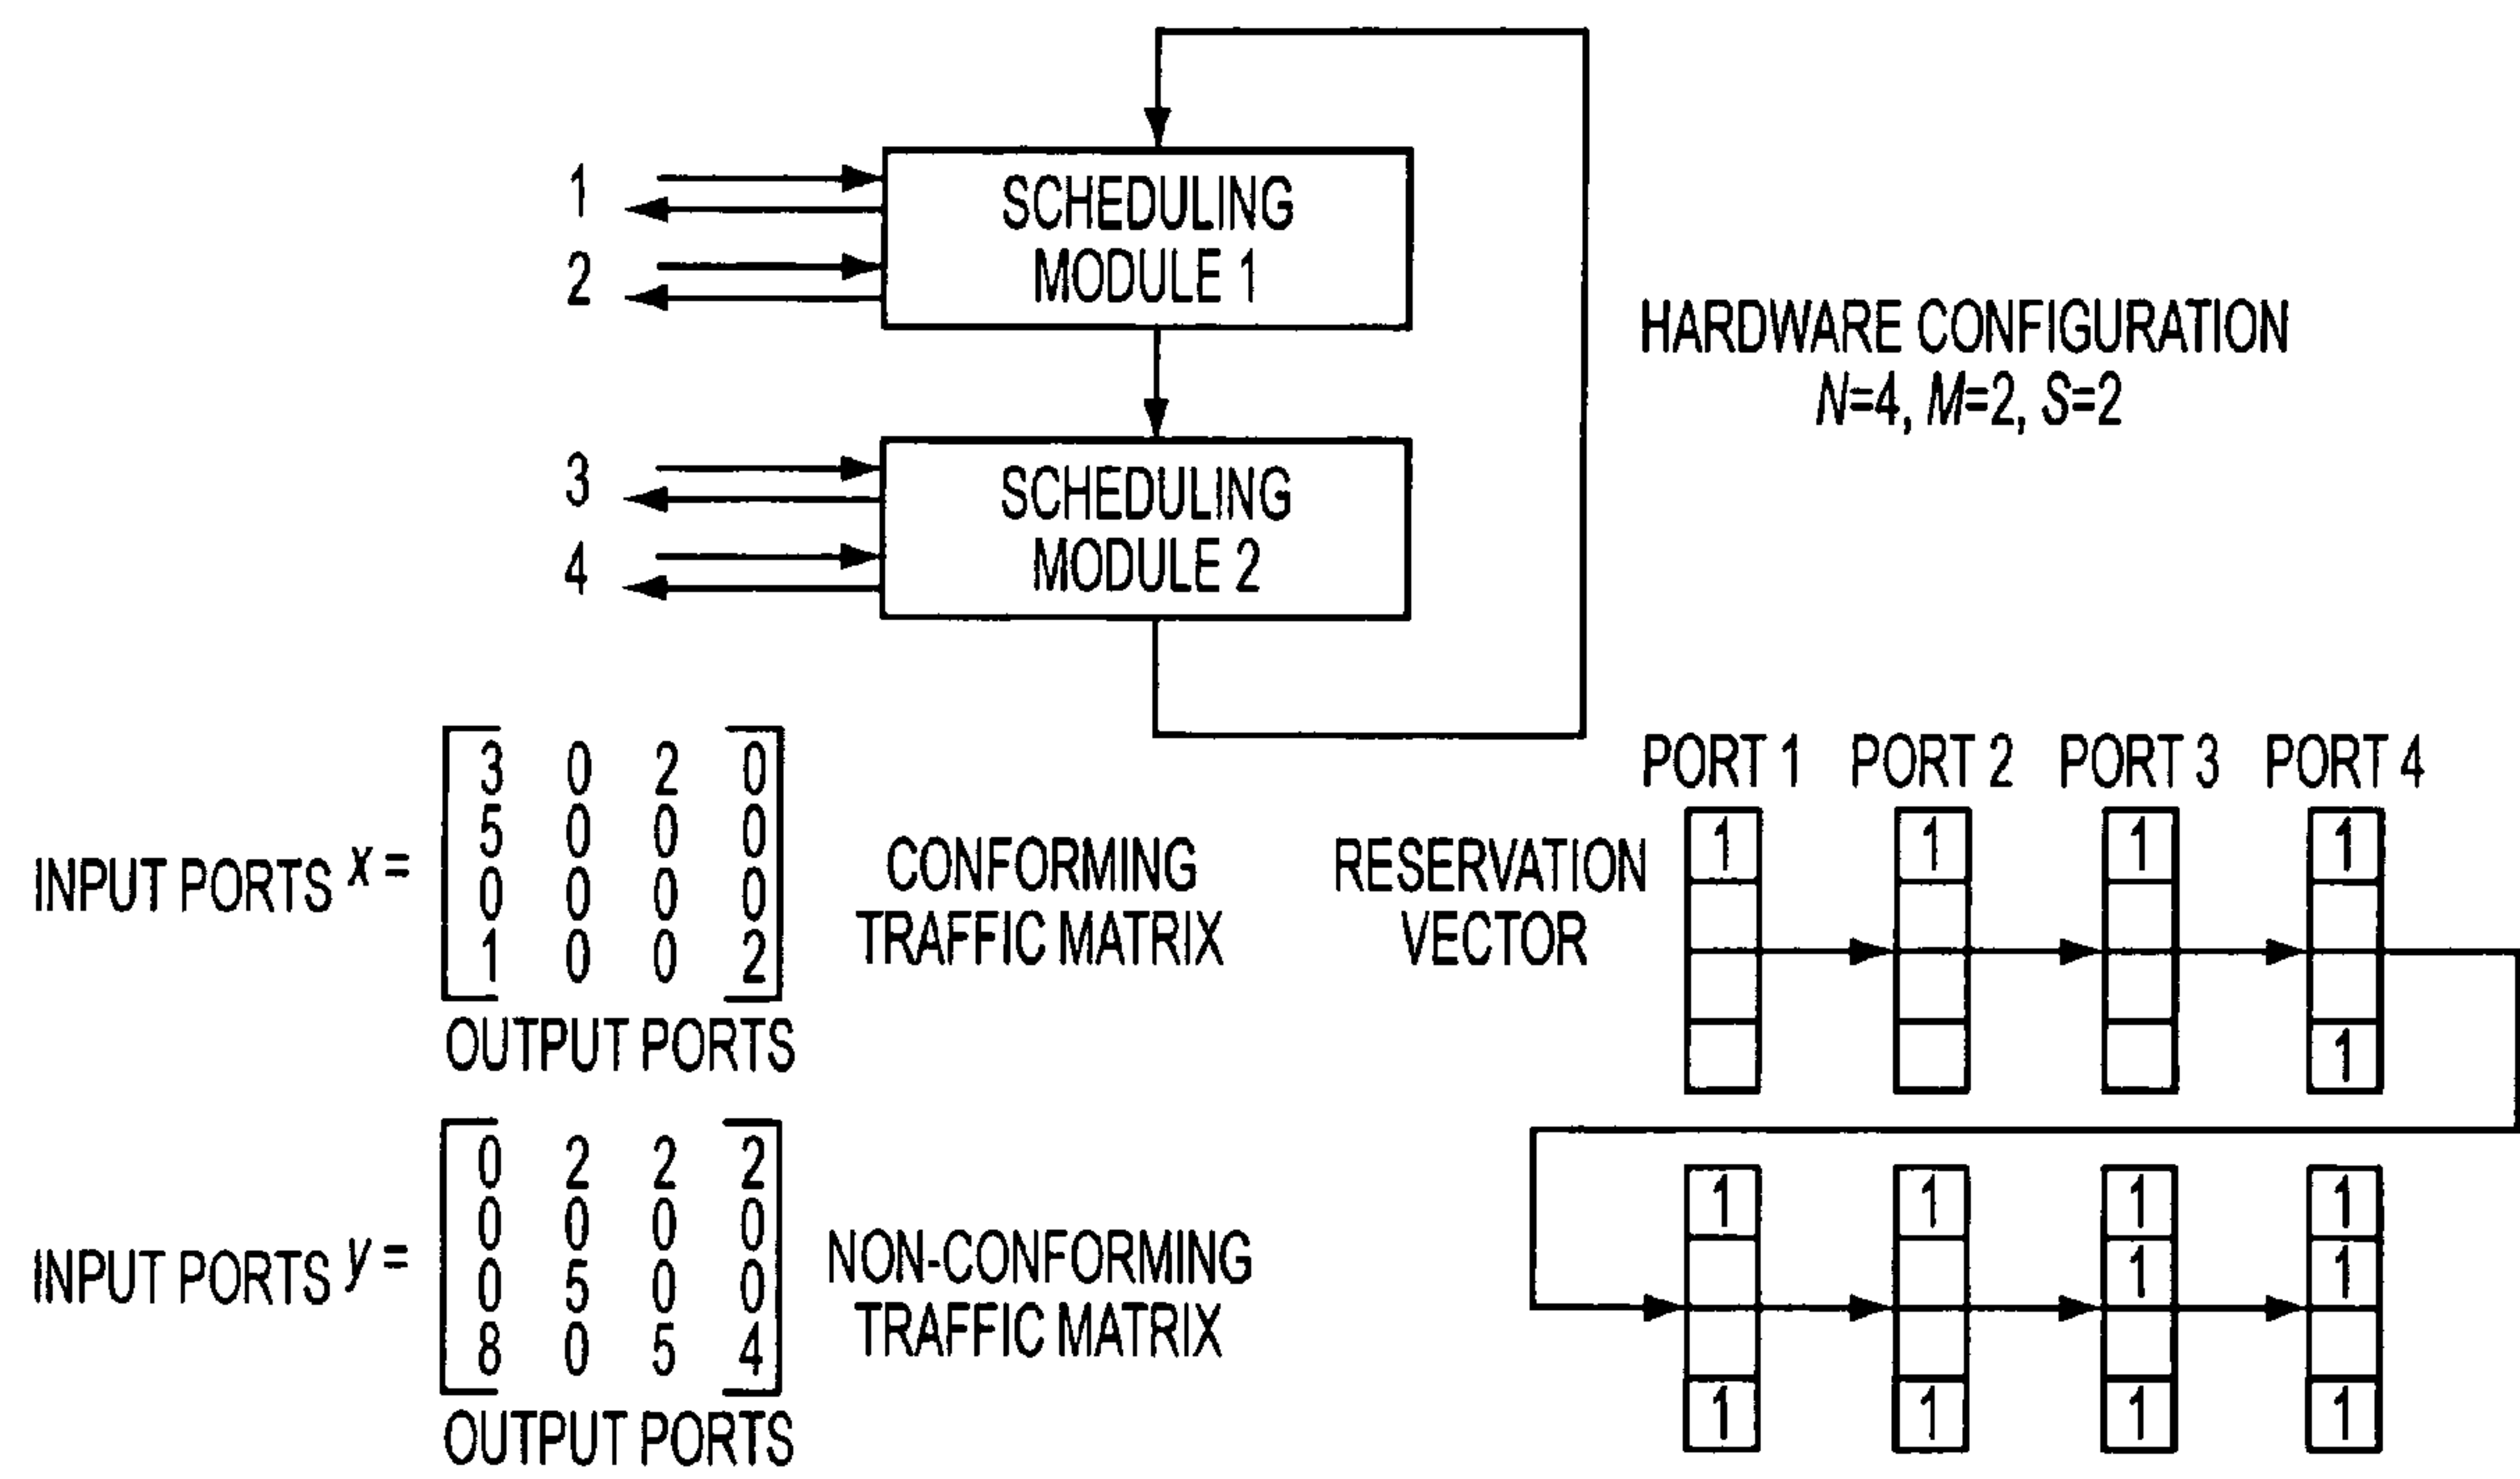 1
SCHEDULING
MODULE 1
2
HARDWARE CONFIGURATION
N=4, M=2, S=2
3
SCHEDULING
MODULE 2
4
INPUT PORTS x =
3 0 2 0
5 0 0 0
0 0 0 0
1 0 0 2
OUTPUT PORTS
CONFORMING
TRAFFIC MATRIX
INPUT PORTS y =
0 2 2 2
0 0 0 0
0 5 0 0
8 0 5 4
OUTPUT PORTS
NON-CONFORMING
TRAFFIC MATRIX
RESERVATION
VECTOR
PORT 1 PORT 2 PORT 3 PORT 4
1 1 1 1
1
1 1 1 1
1 1
1 1 1 1